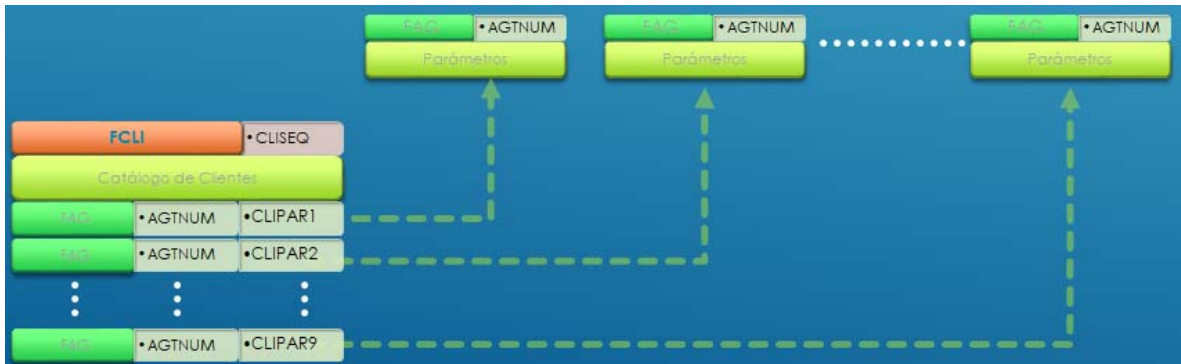 FAG • AGTNUM FAG • AGTNUM FAG • AGTNUM
Parámetros Parámetros Parámetros
FCLI • CLISEQ
Catálogo de Clientes
FAG • AGTNUM • CLIPAR1
FAG • AGTNUM • CLIPAR2
FAG • AGTNUM • CLIPAR9